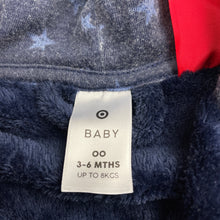 BABY
00
3-6 MTHS
UP TO 8KGS